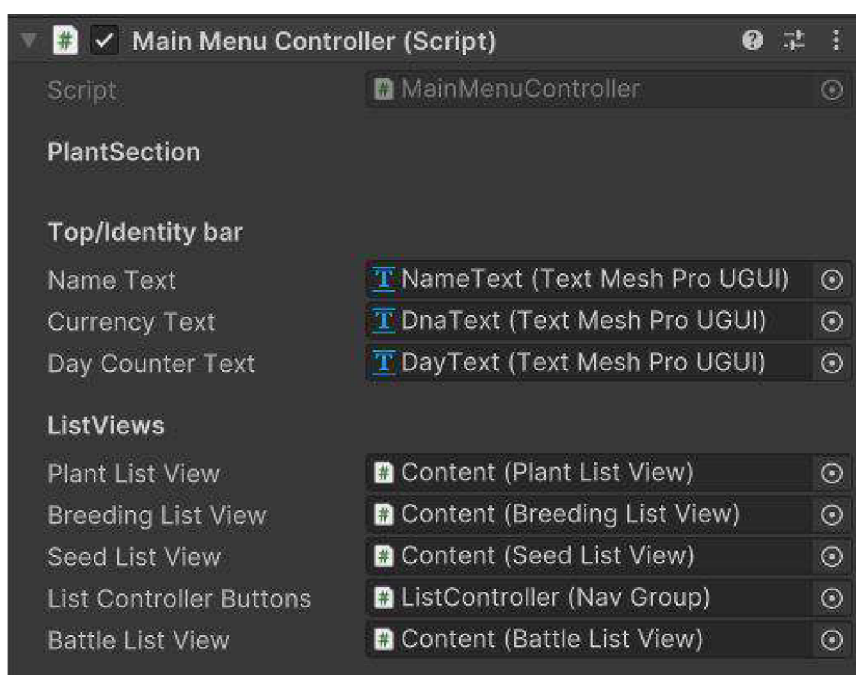 Main Menu Controller (Script)
Script MainMenuController
PlantSection
Top/Identity bar
Name Text NameText (Text Mesh Pro UGUI)
Currency Text DnaText (Text Mesh Pro UGUI)
Day Counter Text DayText (Text Mesh Pro UGUI)
ListViews
Plant List View Content (Plant List View)
Breeding List View Content (Breeding List View)
Seed List View Content (Seed List View)
List Controller Buttons ListController (Nav Group)
Battle List View Content (Battle List View)